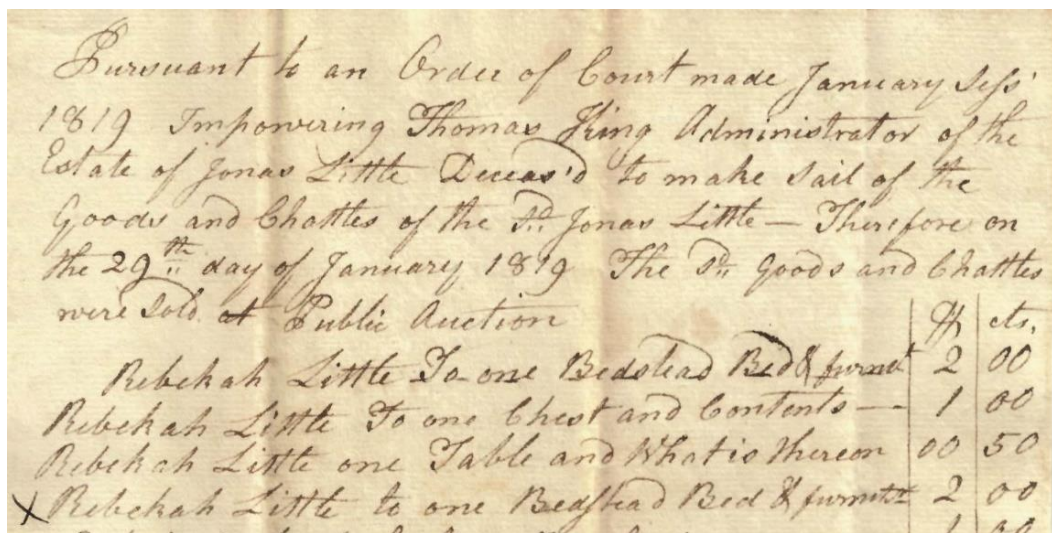 Pursuant to an Order of Court made January Sess'
1819 Impowering Thomas King Administrator of the
Estate of Jonas Little Deceas'd to make Sail of the
Goods and Chattles of the Sd. Jonas Little — Therefore on
the 29th day of January 1819 The Sd. Goods and Chattles
were Sold at Public Auction $ cts.
Rebekah Little To one Bedstead Bed & furnit 2 00
Rebekah Little To one Chest and Contents — 1 00
Rebekah Little one Table and What is thereon 00 50
X Rebekah Little to one Bedstead Bed & furnitr 2 00